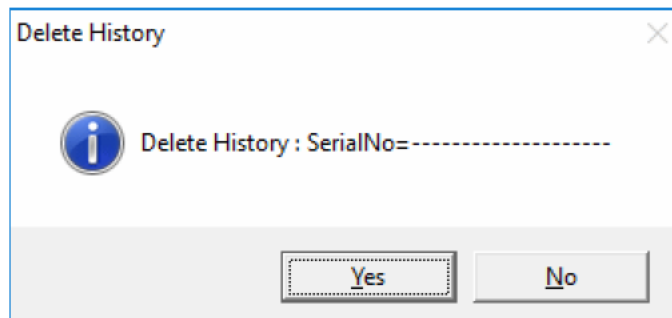 Delete History
Delete History : SerialNo=--------------------
Yes
No